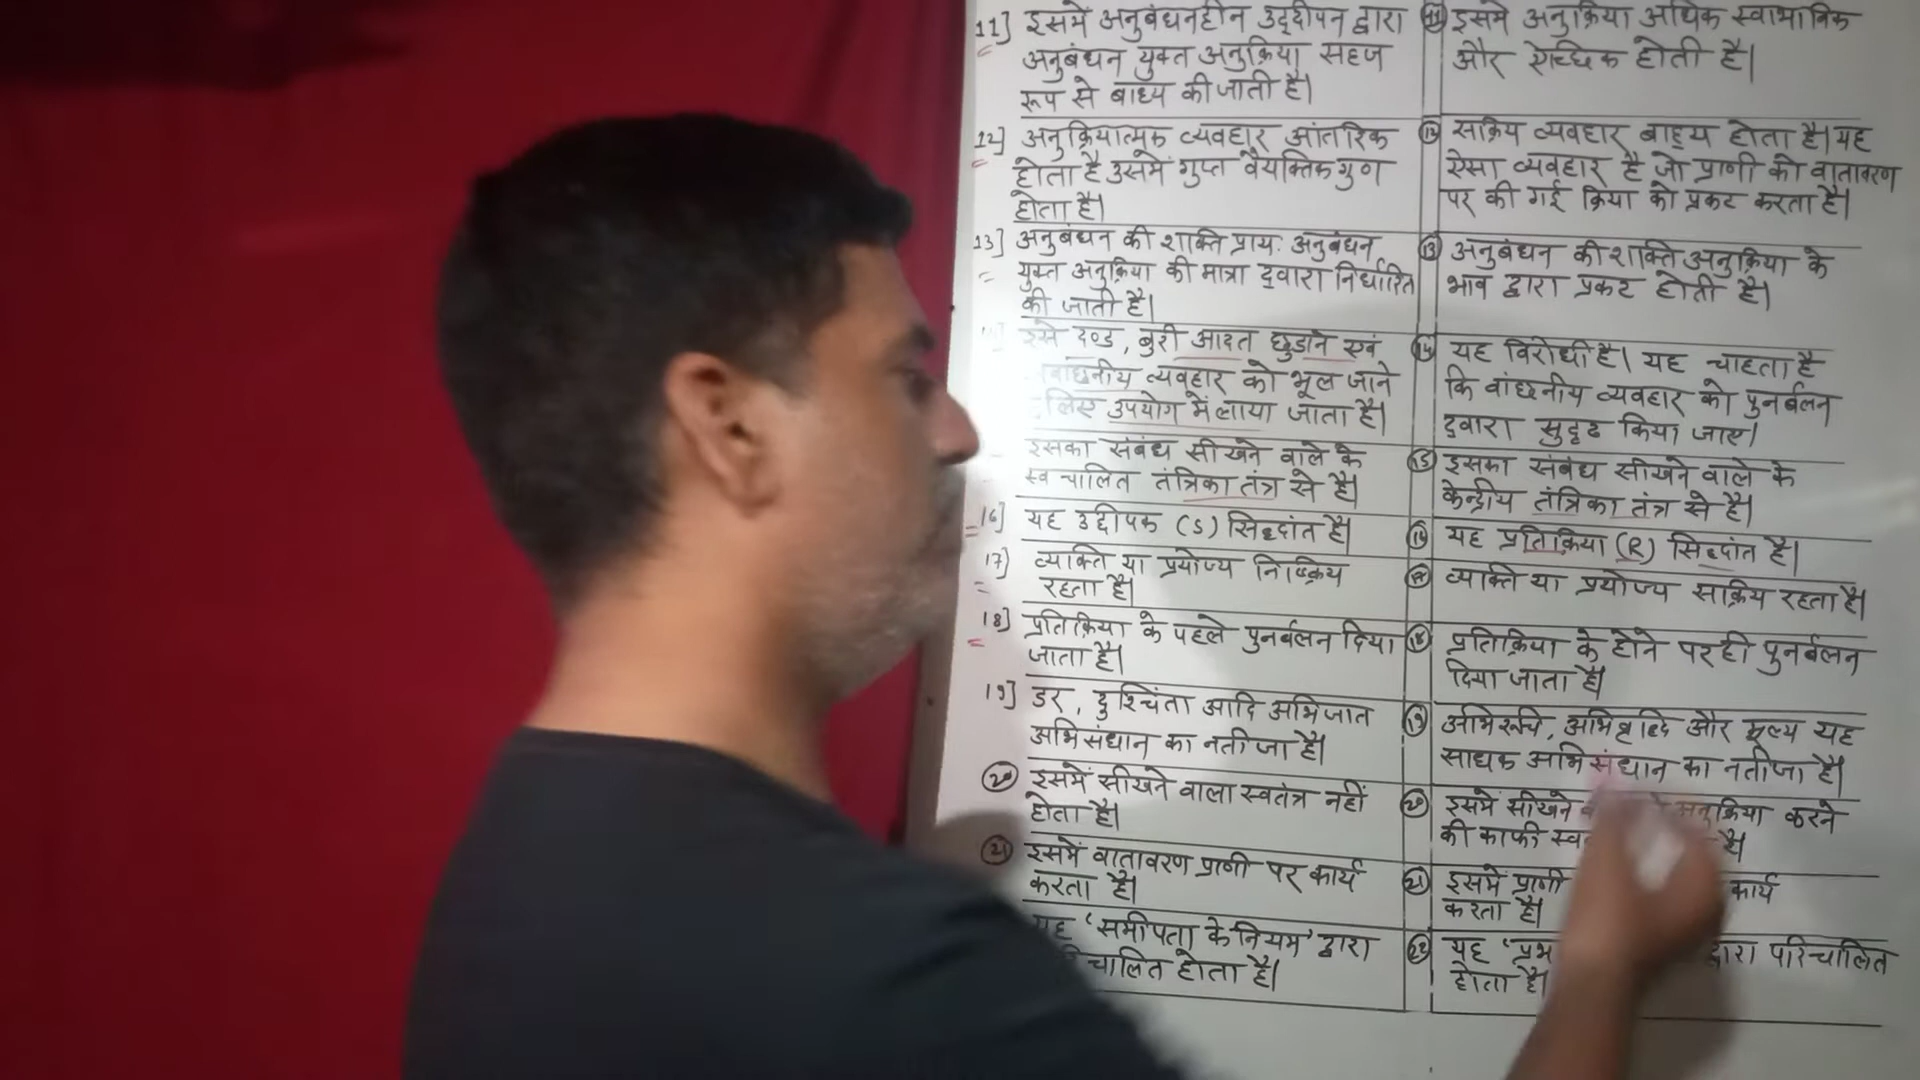 11] इसमें अनुबंधनहीन उद्दीपन द्वारा
अनुबंधन युक्त अनुक्रिया सहज
रूप से बाध्य की जाती है।
11 इसमें अनुक्रिया अधिक स्वाभाविक
और ऐच्छिक होती है।
12] अनुक्रियात्मक व्यवहार आंतरिक
होता है उसमें गुप्त वैयक्तिक गुण
होता है।
12 सक्रिय व्यवहार बाह्य होता है। यह
ऐसा व्यवहार है जो प्राणी की वातावरण
पर की गई क्रिया को प्रकट करता है।
13] अनुबंधन की शक्ति प्रायः अनुबंधन
युक्त अनुक्रिया की मात्रा द्वारा निर्धारित
की जाती है।
13 अनुबंधन की शक्ति अनुक्रिया के
भाव द्वारा प्रकट होती है।
इसे दण्ड, बुरी आदत छुडाने एवं
व्यवहार को भूल जाने
लिए उपयोग में लाया जाता है।
14 यह विरोधी है। यह चाहता है
कि वांछनीय व्यवहार को पुनर्बलन
द्वारा सुदृढ किया जाए।
इसका संबंध सीखने वाले के
स्वचालित तंत्रिका तंत्र से है।
15 इसका संबंध सीखने वाले के
केन्द्रीय तंत्रिका तंत्र से है।
16] यह उद्दीपक (S) सिद्धांत है।
16 यह प्रतिक्रिया (R) सिद्धांत है।
17] व्यक्ति या प्रयोज्य निष्क्रिय
रहता है।
17 व्यक्ति या प्रयोज्य सक्रिय रहता है।
18] प्रतिक्रिया के पहले पुनर्बलन दिया
जाता है।
18 प्रतिक्रिया के होने पर ही पुनर्बलन
दिया जाता है।
19] डर, दुश्चिंता आदि अभिजात
अभिसंधान का नतीजा है।
19 अभिरुचि, और मूल्य यह
साधक अभिसंधान का नतीजा है।
20 इसमें सीखने वाला स्वतंत्र नहीं
होता है।
20 इसमें सीखने अनुक्रिया करने
की काफी है।
21 इसमें वातावरण प्राणी पर कार्य
करता है।
21 इसमें प्राणी कार्य
करता है।
यह 'समीपता के नियम' द्वारा
चालित होता है।
22 यह द्वारा परिचालित
होता है।